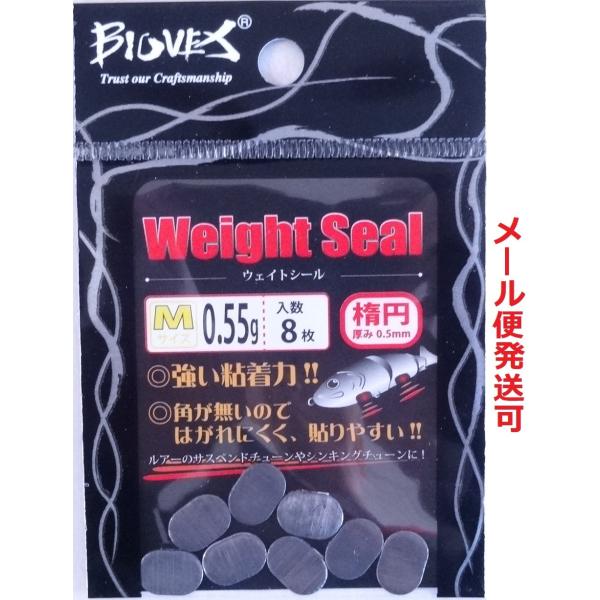 BIOVEX®
Trust our Craftsmanship
Weight Seal
ウェイトシール
Mサイズ
0.55g
入数
8枚
楕円
厚み 0.5mm
◎強い粘着力!!
◎角が無いので
はがれにくく、貼りやすい!!
ルアーのサスペンドチューンやシンキングチューンに!
メール便発送可